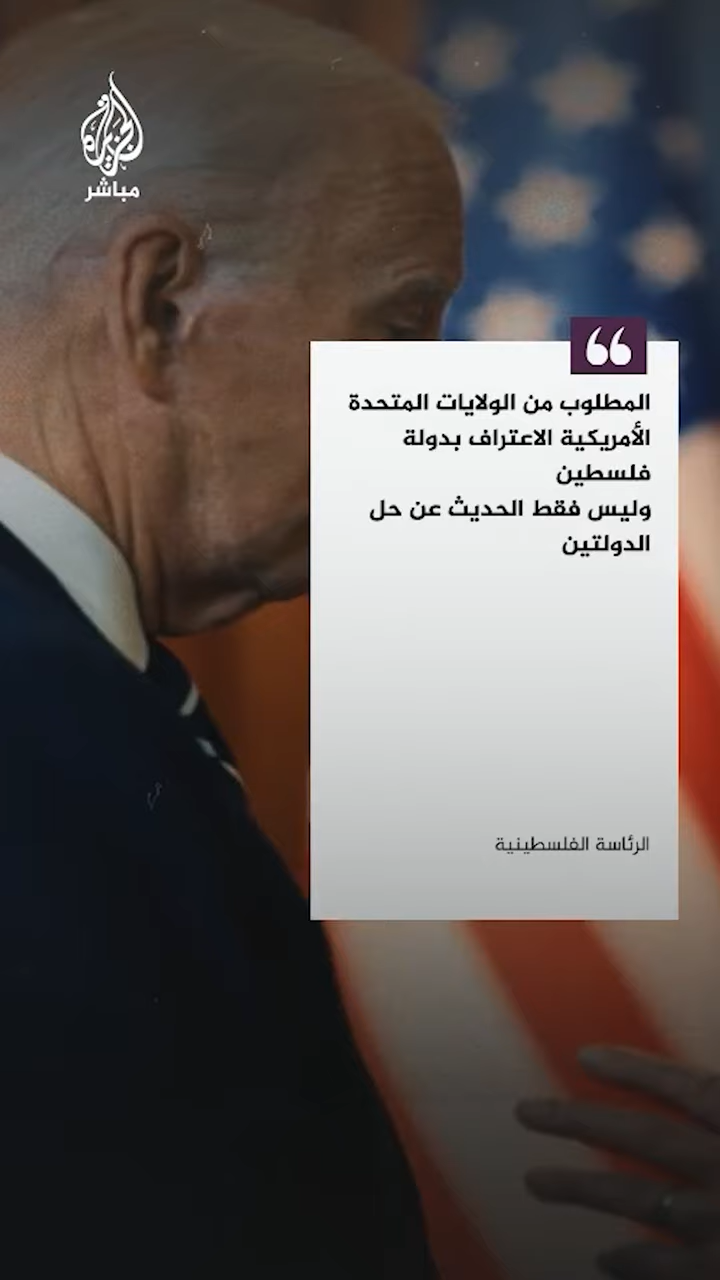 الجزيرة
مباشر
المطلوب من الولايات المتحدة
الأمريكية الاعتراف بدولة
فلسطين
وليس فقط الحديث عن حل
الدولتين
الرئاسة الفلسطينية